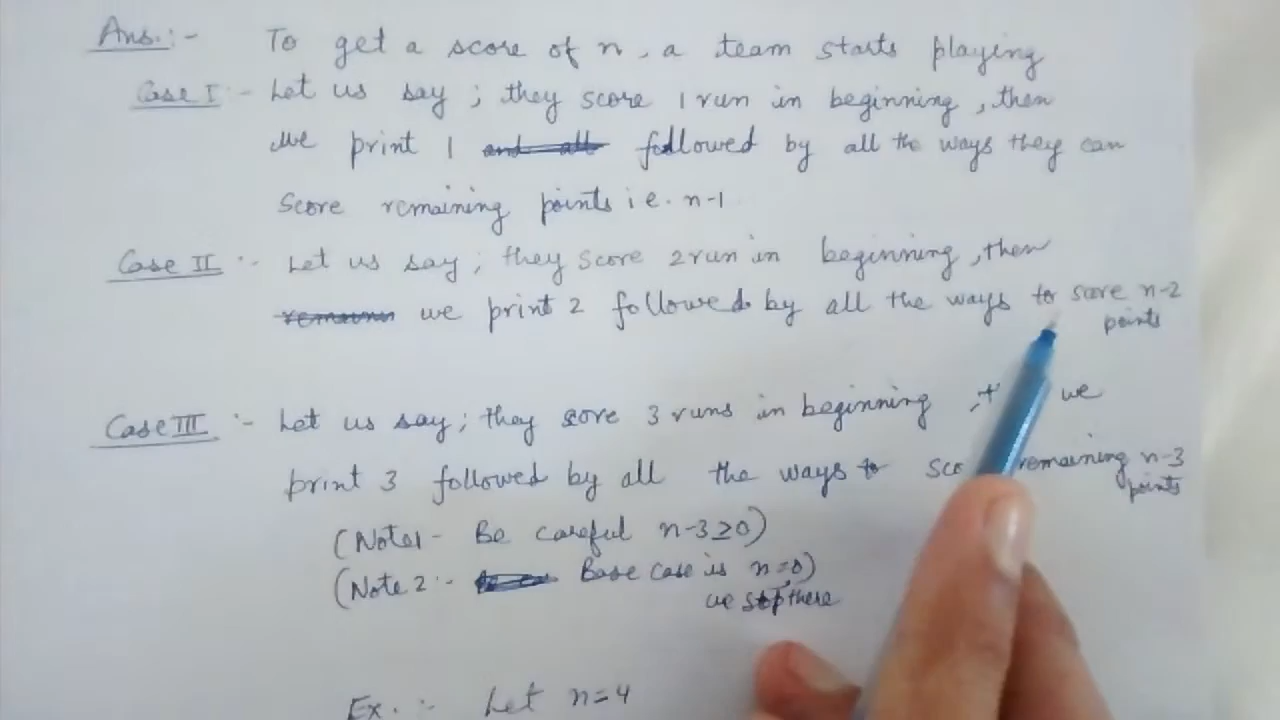 Ans.:- To get a score of n, a team starts playing
Case I:- Let us say; they score 1 run in beginning, then
we print 1 and all followed by all the ways they can
Score remaining points i.e. n-1
Case II :- Let us say; they score 2 run in beginning, then
we print 2 followed by all the ways to score n-2
points
Case III :- Let us say; they score 3 runs in beginning, we
print 3 followed by all the ways to remaining n-3
points
(Note1- Be careful n-3≥0)
(Note 2:- Base case is n=0)
we stop there
Ex. :- Let n=4